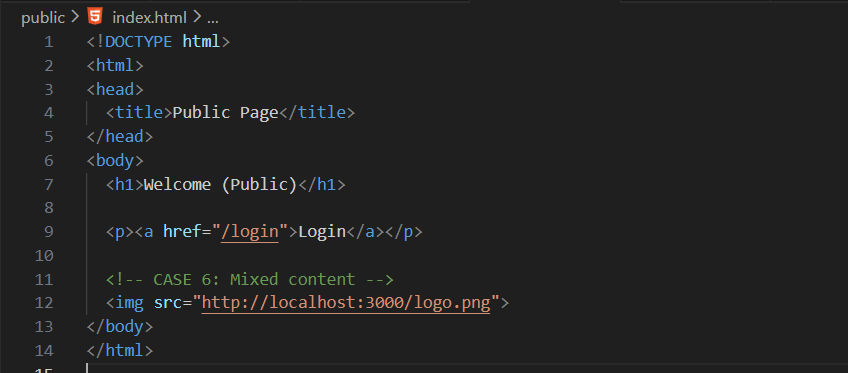 public > index.html > ...
1 <!DOCTYPE html>
2 <html>
3 <head>
4   <title>Public Page</title>
5 </head>
6 <body>
7   <h1>Welcome (Public)</h1>
8
9   <p><a href="/login">Login</a></p>
10
11   <!-- CASE 6: Mixed content -->
12   <img src="http://localhost:3000/logo.png">
13 </body>
14 </html>
15